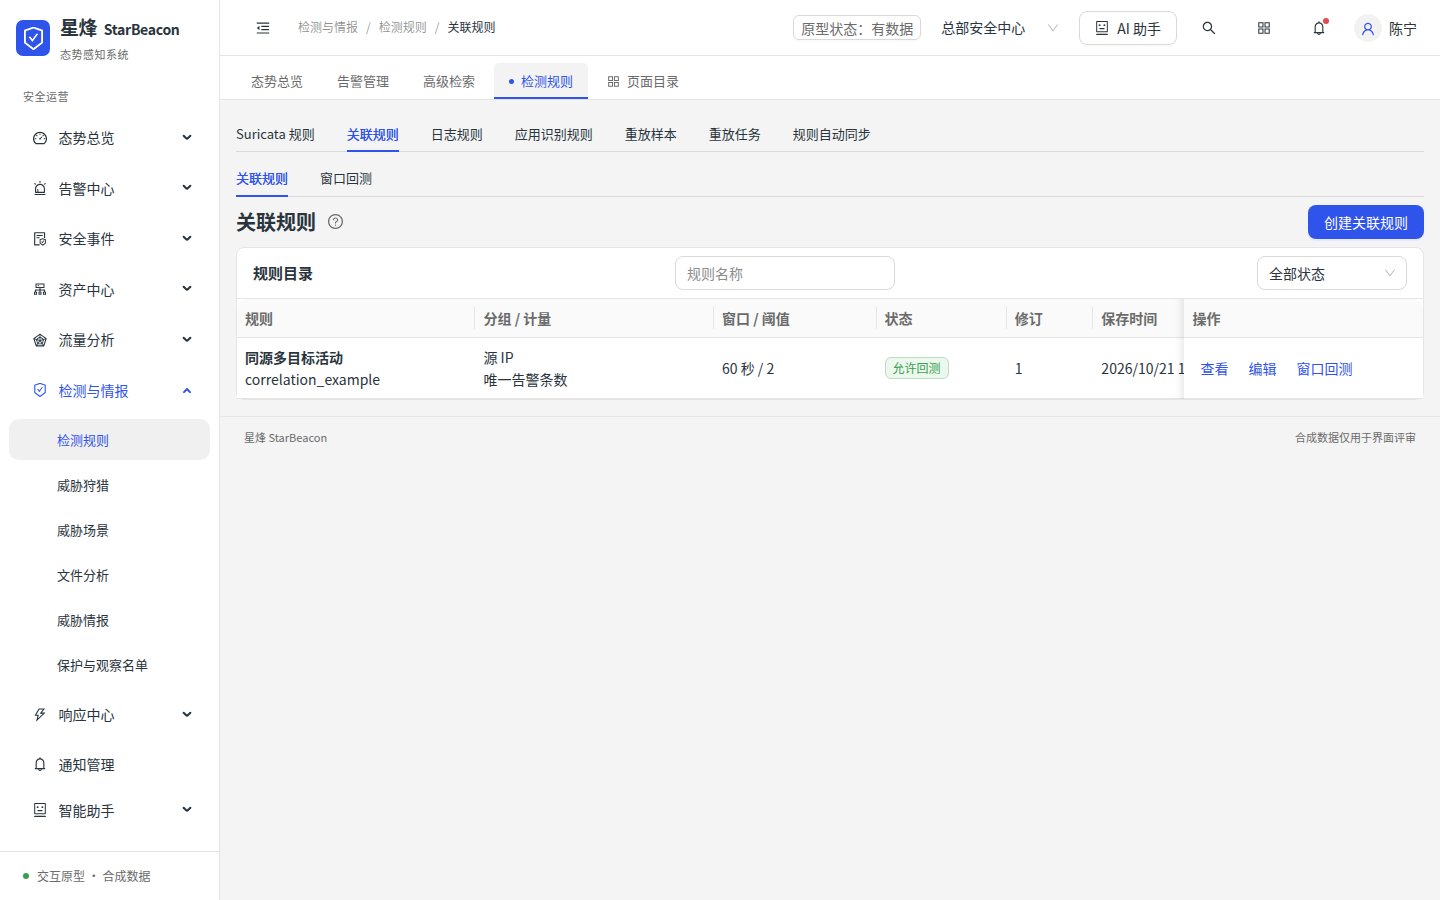 星烽 StarBeacon
态势感知系统
安全运营
态势总览
告警中心
安全事件
资产中心
流量分析
检测与情报
检测规则
威胁狩猎
威胁场景
文件分析
威胁情报
保护与观察名单
响应中心
通知管理
智能助手
交互原型 · 合成数据
检测与情报 / 检测规则 / 关联规则
原型状态：有数据
总部安全中心
AI 助手
陈宁
态势总览
告警管理
高级检索
检测规则
页面目录
Suricata 规则
关联规则
日志规则
应用识别规则
重放样本
重放任务
规则自动同步
关联规则
窗口回测
关联规则
创建关联规则
规则目录
规则名称
全部状态
规则
分组 / 计量
窗口 / 阈值
状态
修订
保存时间
操作
同源多目标活动
correlation_example
源 IP
唯一告警条数
60 秒 / 2
允许回测
1
2026/10/21 1
查看
编辑
窗口回测
星烽 StarBeacon
合成数据仅用于界面评审